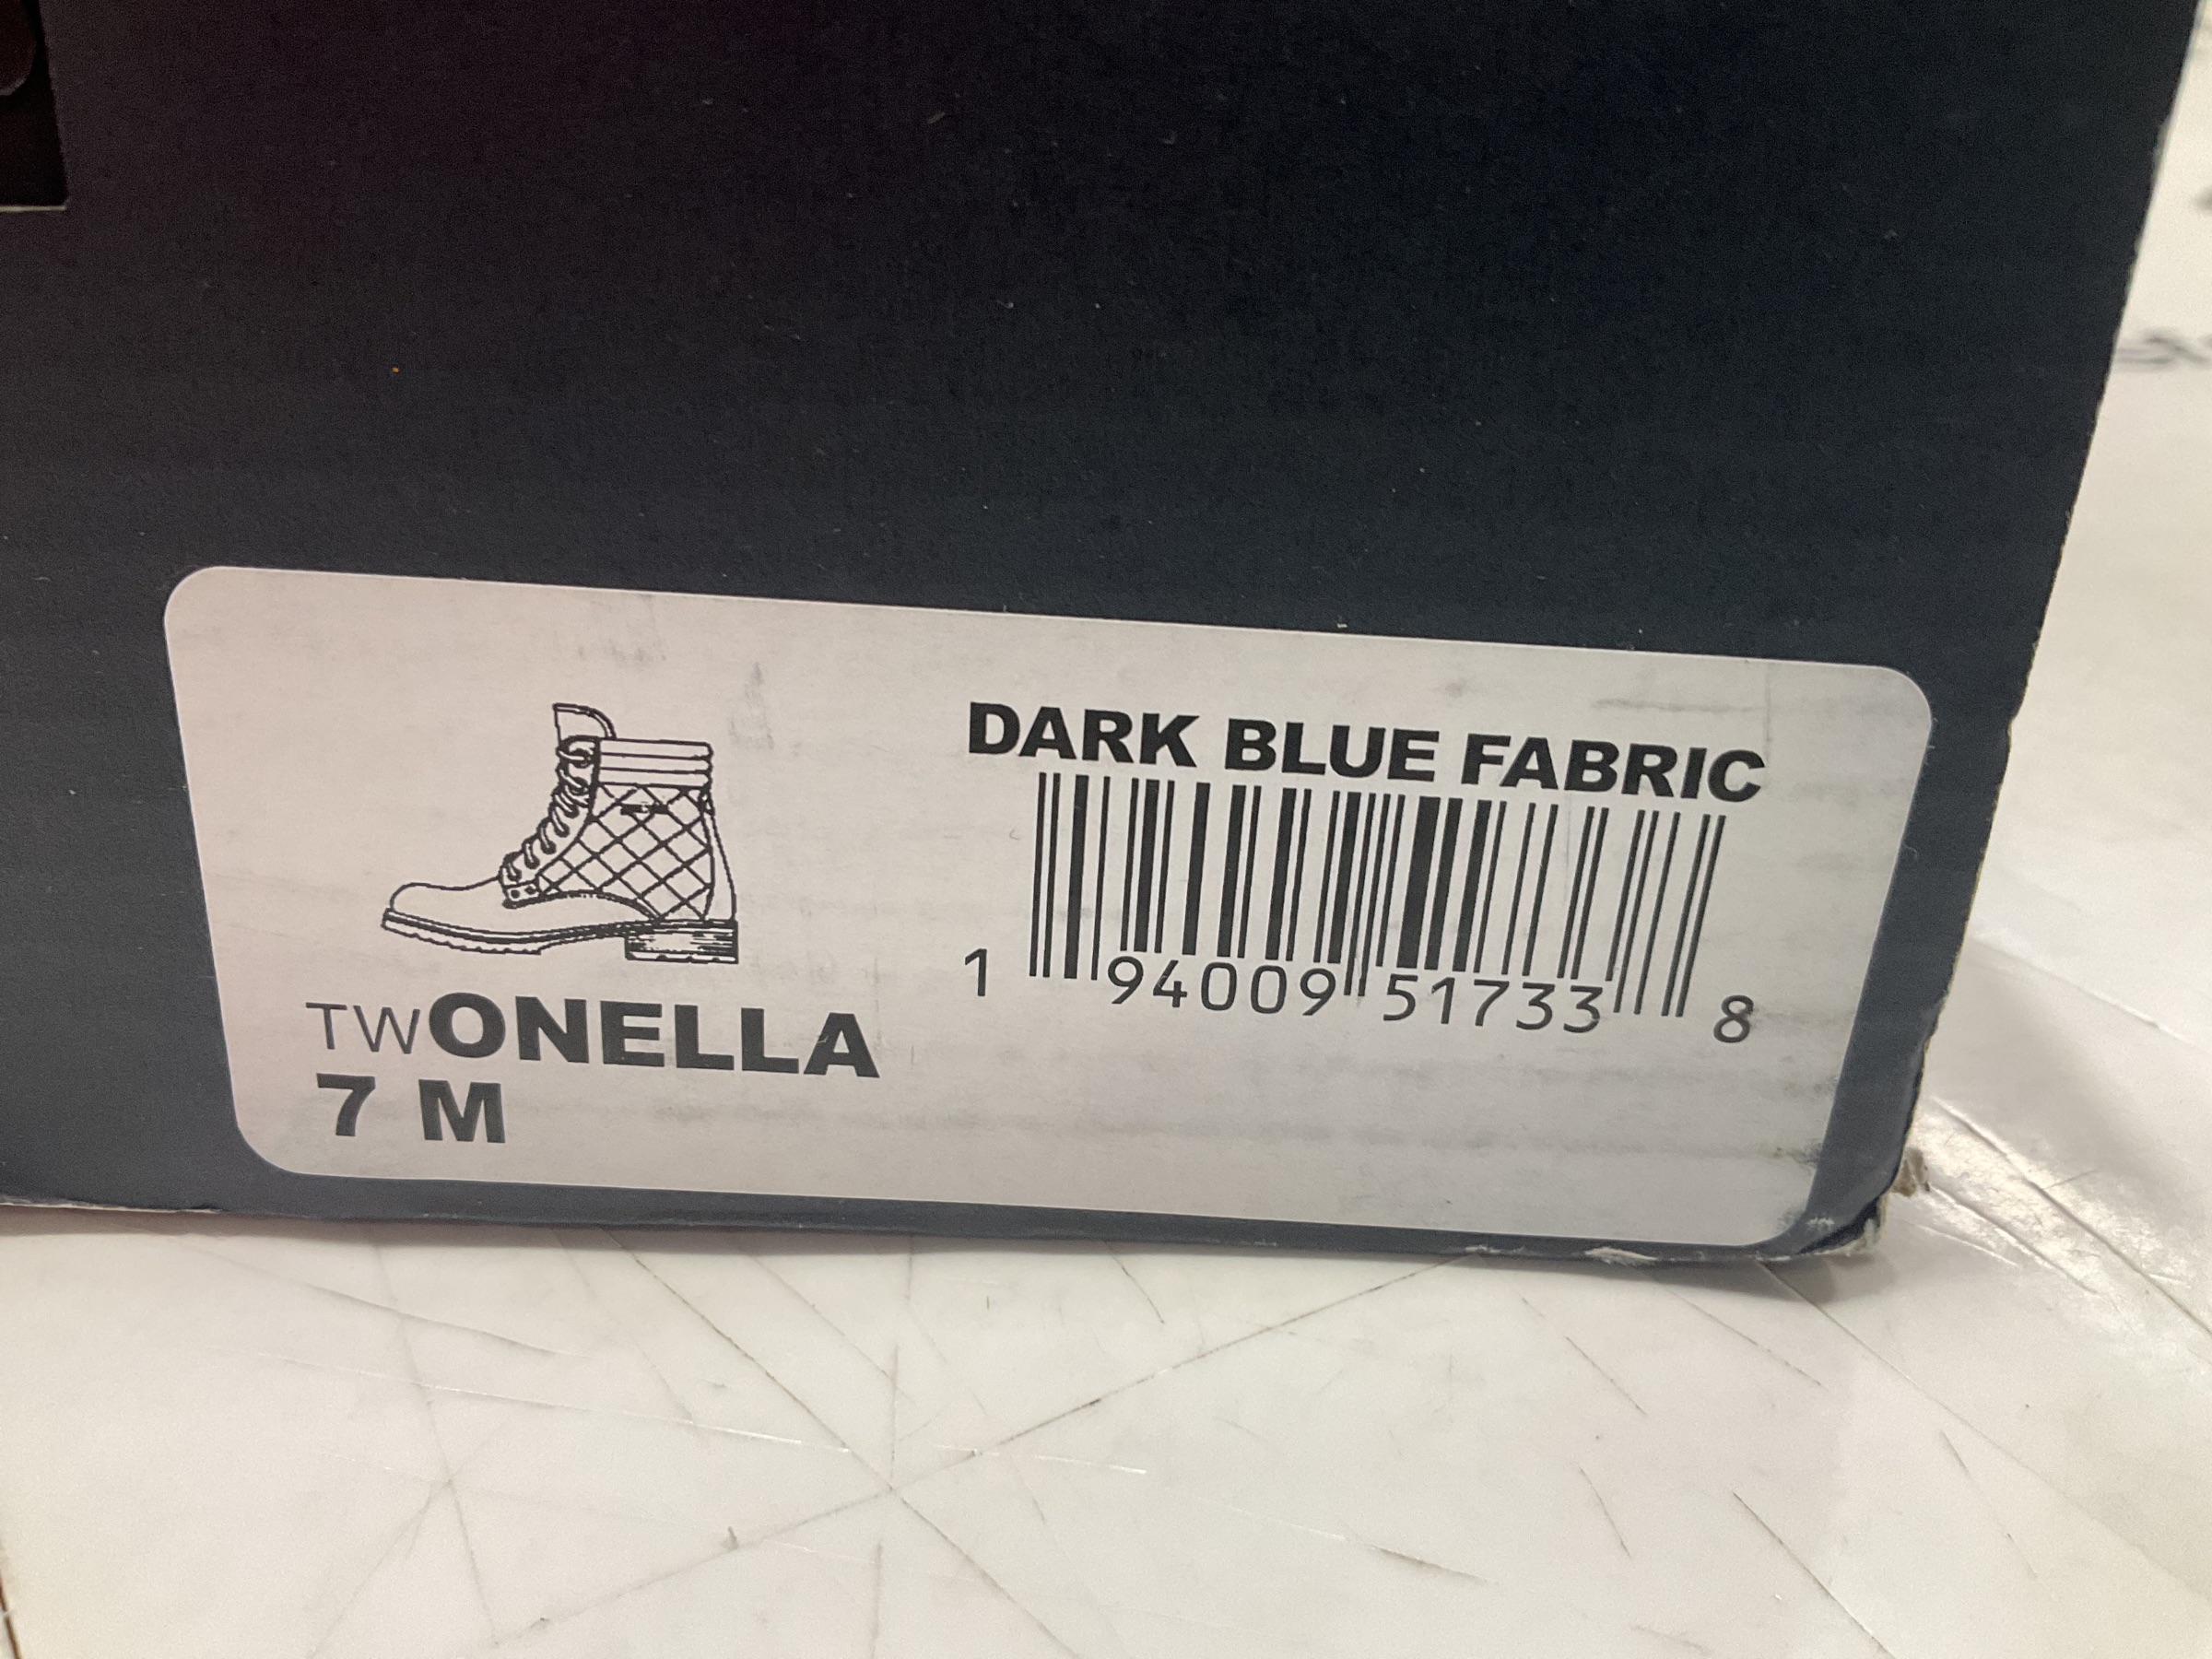 DARK BLUE FABRIC
1 94009 51733 8
TWONELLA
7 M